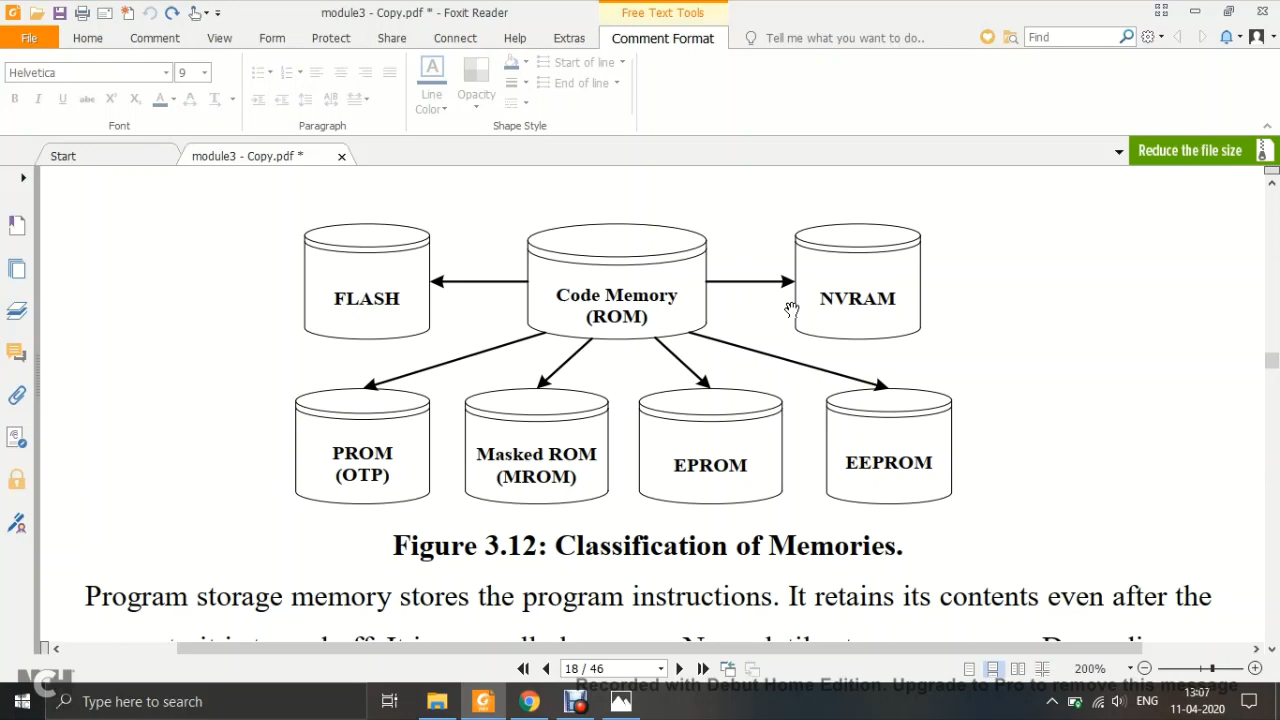 module3 - Copy.pdf * - Foxit Reader
Free Text Tools
File Home Comment View Form Protect Share Connect Help Extras Comment Format Tell me what you want to do.. Find
Helvetica 9 Start of line
B I U abc X² X₂ A A T Line Color Opacity End of line
Font Paragraph Shape Style
Start module3 - Copy.pdf * Reduce the file size
FLASH
Code Memory
(ROM)
NVRAM
PROM
(OTP)
Masked ROM
(MROM)
EPROM
EEPROM
Figure 3.12: Classification of Memories.
Program storage memory stores the program instructions. It retains its contents even after the
18 / 46 200%
NCH
Recorded with Debut Home Edition. Upgrade to Pro to remove this message
Type here to search ENG 13:07
11-04-2020